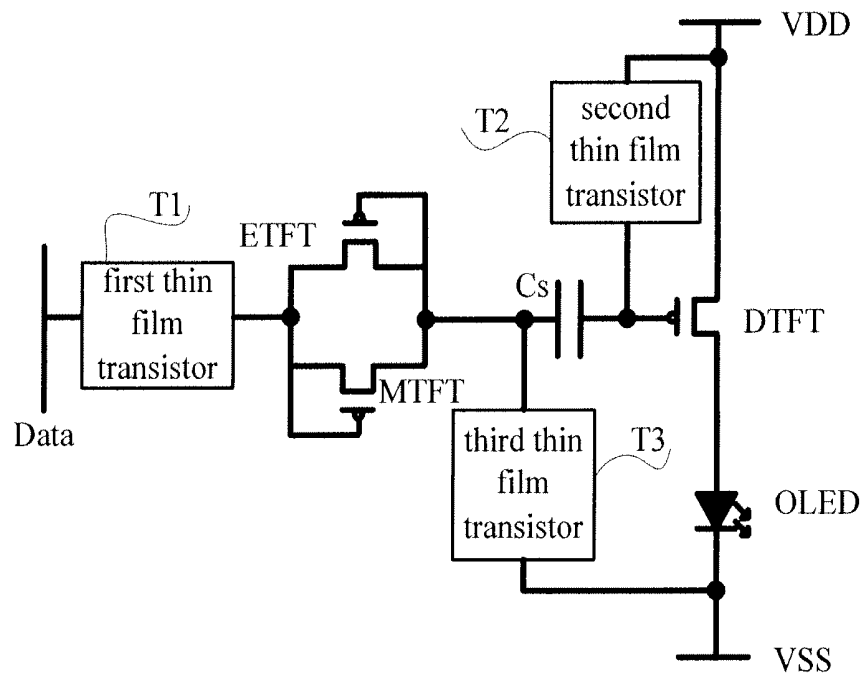 VDD
second
thin film
transistor
T2
T1
ETFT
first thin
film
transistor
Cs
DTFT
MTFT
Data
third thin
film
transistor
T3
OLED
VSS